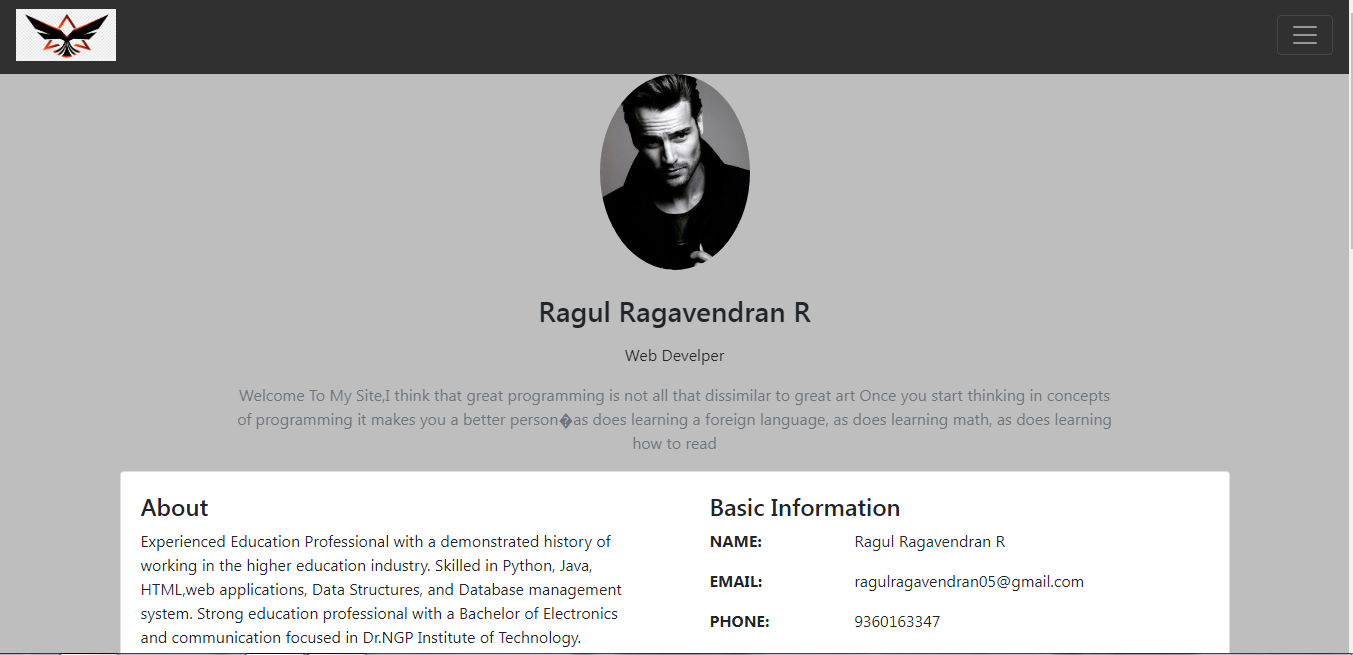 Ragul Ragavendran R
Web Develper
Welcome To My Site,I think that great programming is not all that dissimilar to great art Once you start thinking in concepts
of programming it makes you a better person�as does learning a foreign language, as does learning math, as does learning
how to read
About
Experienced Education Professional with a demonstrated history of
working in the higher education industry. Skilled in Python, Java,
HTML,web applications, Data Structures, and Database management
system. Strong education professional with a Bachelor of Electronics
and communication focused in Dr.NGP Institute of Technology.
Basic Information
NAME: Ragul Ragavendran R
EMAIL: ragulragavendran05@gmail.com
PHONE: 9360163347